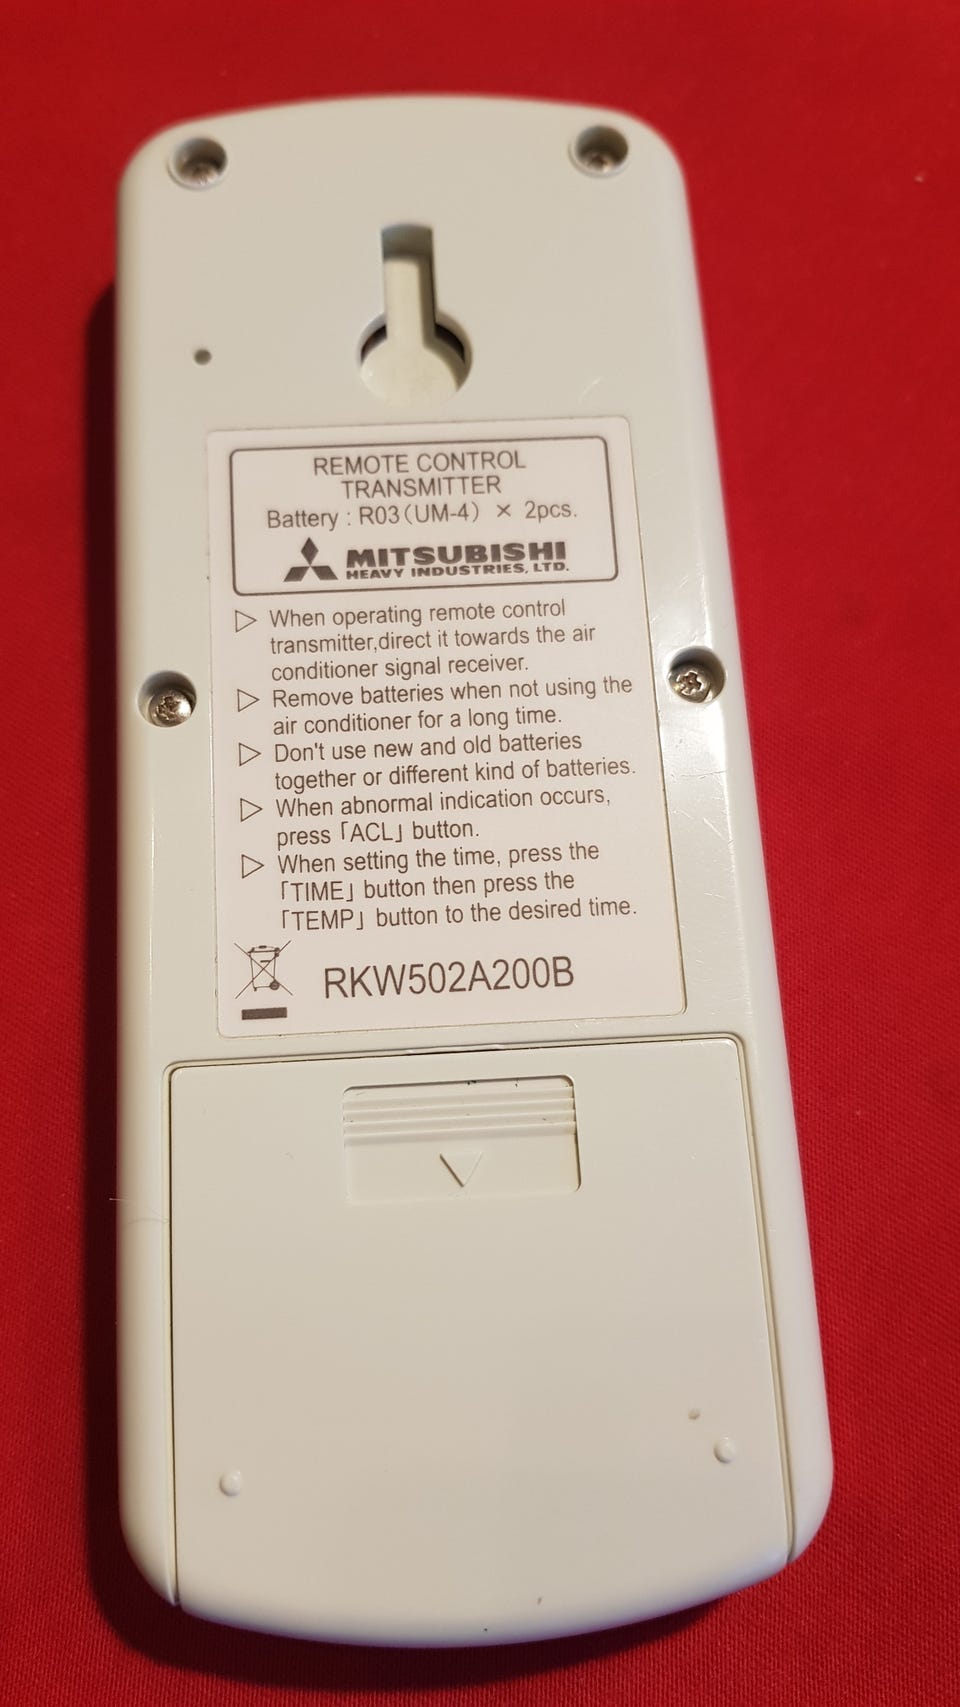 REMOTE CONTROL
TRANSMITTER
Battery : R03(UM-4) × 2pcs.
MITSUBISHI
HEAVY INDUSTRIES, LTD.
▷ When operating remote control
transmitter,direct it towards the air
conditioner signal receiver.
▷ Remove batteries when not using the
air conditioner for a long time.
▷ Don't use new and old batteries
together or different kind of batteries.
▷ When abnormal indication occurs,
press「ACL」button.
▷ When setting the time, press the
「TIME」button then press the
「TEMP」button to the desired time.
RKW502A200B